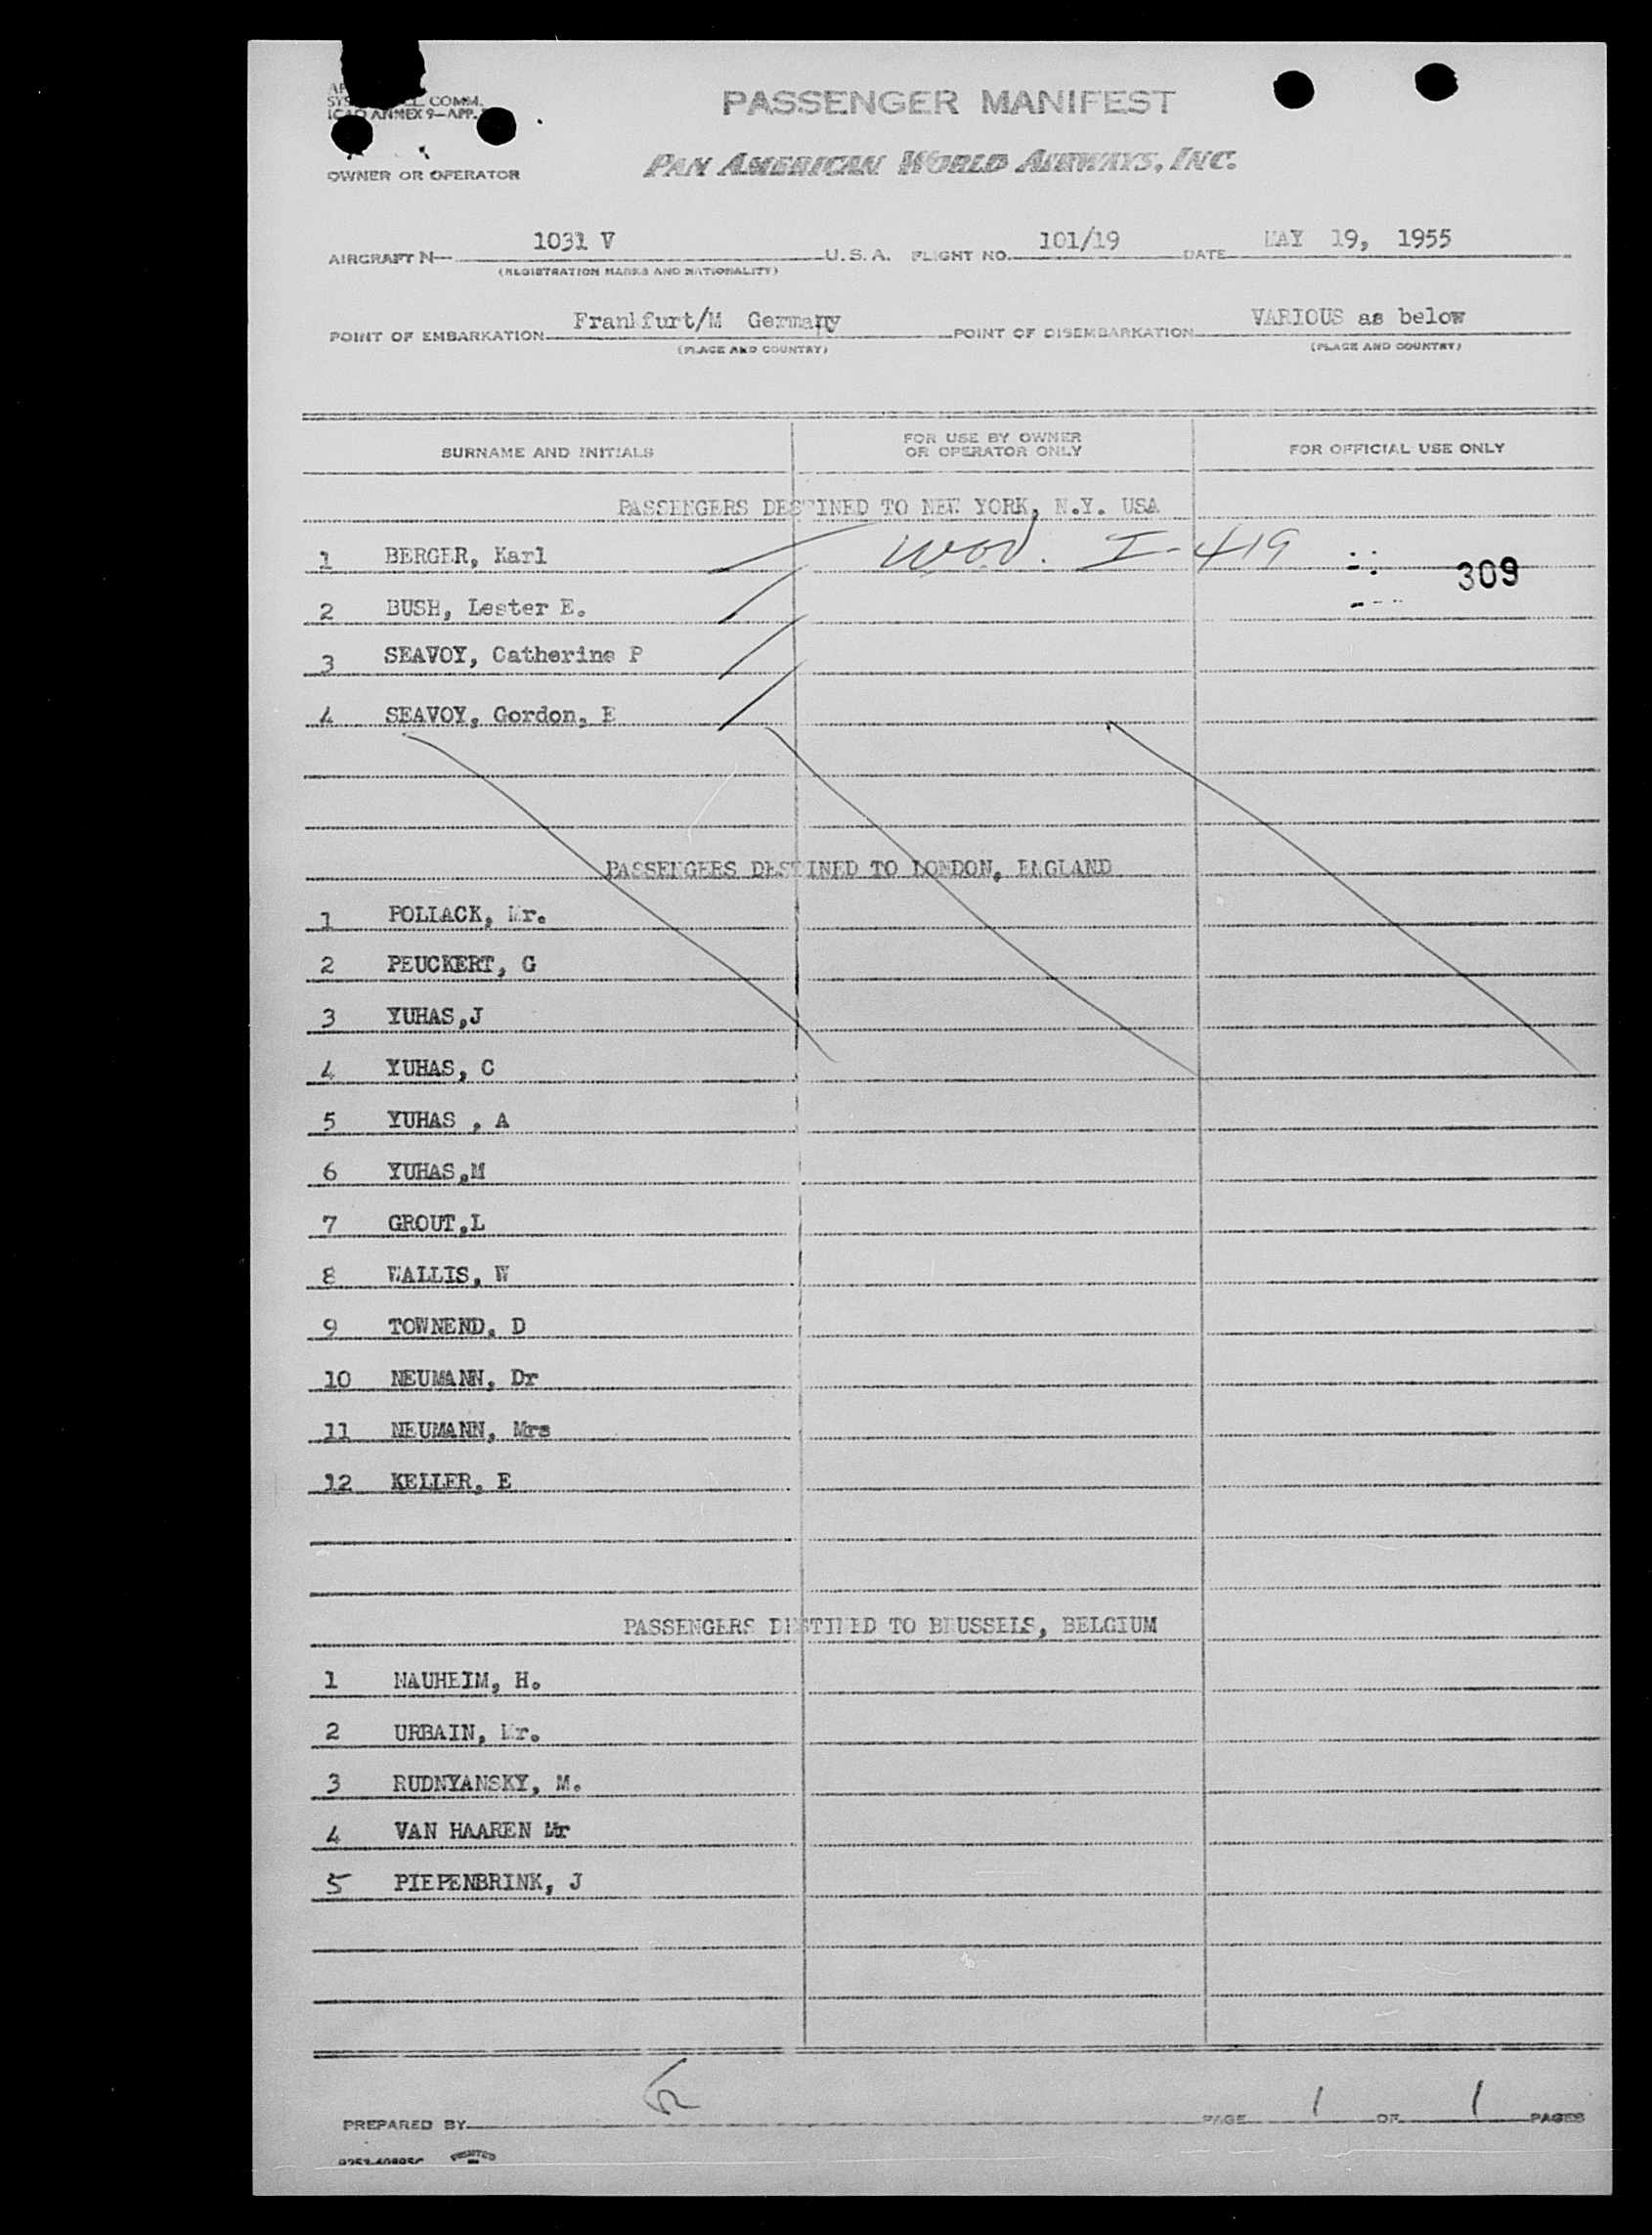 COMM.
ICAO ANNEX 9—APP.
PASSENGER MANIFEST
OWNER OR OPERATOR
PAN AMERICAN WORLD AIRWAYS, INC.
AIRCRAFT N— 1031 V U.S.A. FLIGHT NO. 101/19 DATE MAY 19, 1955
(REGISTRATION MARKS AND NATIONALITY)
POINT OF EMBARKATION Frankfurt/M Germany POINT OF DISEMBARKATION VARIOUS as below
(PLACE AND COUNTRY) (PLACE AND COUNTRY)
SURNAME AND INITIALS FOR USE BY OWNER OR OPERATOR ONLY FOR OFFICIAL USE ONLY
PASSENGERS DESTINED TO NEW YORK, N.Y. USA
1 BERGER, Karl I-419 309
2 BUSH, Lester E.
3 SEAVOY, Catherine P
4 SEAVOY, Gordon, E
PASSENGERS DESTINED TO LONDON, ENGLAND
1 POLLACK, Mr.
2 PEUCKERT, G
3 YUHAS,J
4 YUHAS, C
5 YUHAS , A
6 YUHAS,M
7 GROUT,L
8 WALLIS, W
9 TOWNEND, D
10 NEUMANN, Dr
11 NEUMANN, Mrs
12 KELLER, E
PASSENGERS DESTINED TO BRUSSELS, BELGIUM
1 NAUHEIM, H.
2 URBAIN, Mr.
3 RUDNYANSKY, M.
4 VAN HAAREN Mr
5 PIEPENBRINK, J
PREPARED BY PAGE 1 OF 1 PAGES
PRINTED